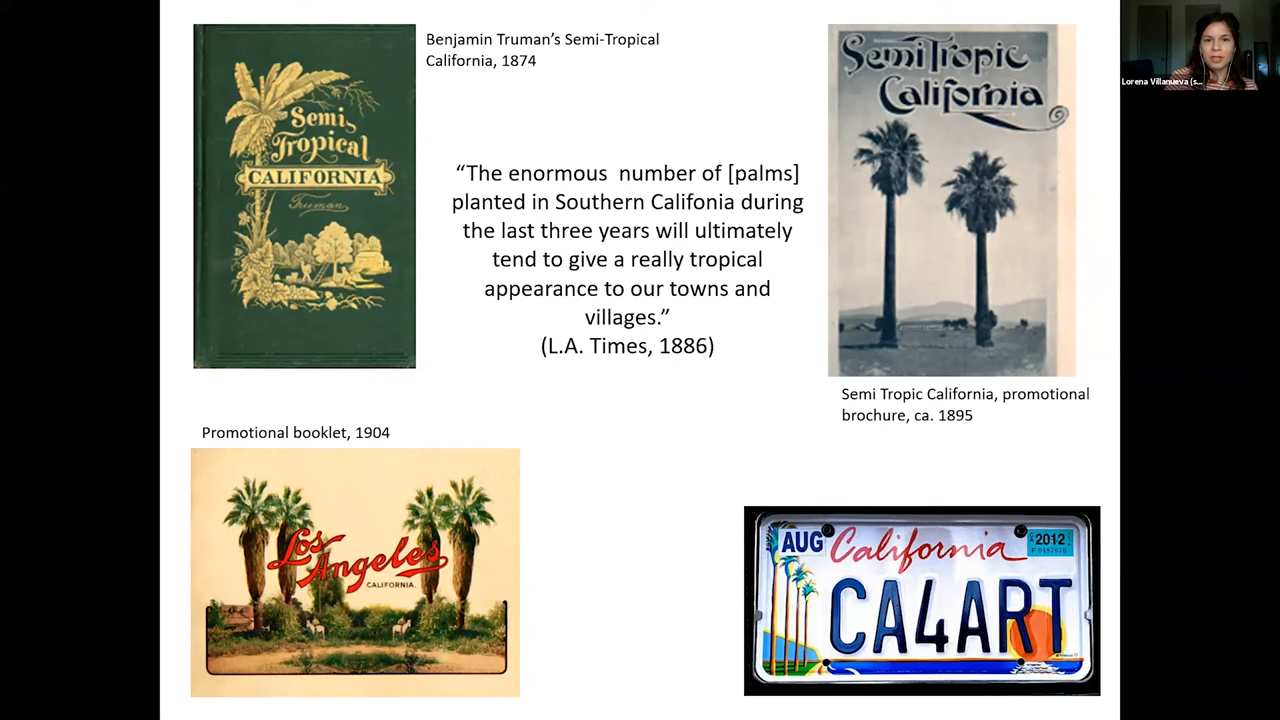 Benjamin Truman's Semi-Tropical
California, 1874
Semi
Tropical
CALIFORNIA
Truman
SemiTropic
California
Lorena Villanueva (s...
“The enormous  number of [palms]
planted in Southern Califonia during
the last three years will ultimately
tend to give a really tropical
appearance to our towns and
villages.”
(L.A. Times, 1886)
Semi Tropic California, promotional
brochure, ca. 1895
Promotional booklet, 1904
Los
Angeles
CALIFORNIA.
AUG
California
2012
CA4ART